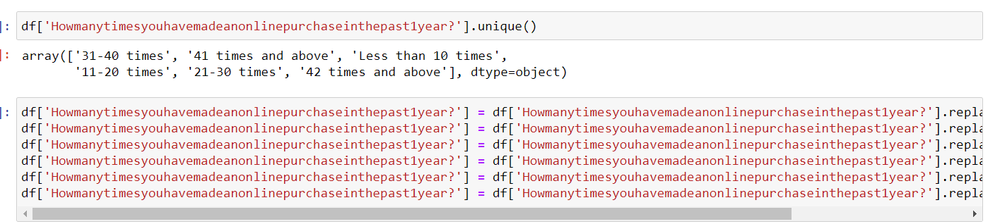 ]: df['Howmanytimesyouhavemadeanonlinepurchaseinthepast1year?'].unique()
]: array(['31-40 times', '41 times and above', 'Less than 10 times',
'11-20 times', '21-30 times', '42 times and above'], dtype=object)
]: df['Howmanytimesyouhavemadeanonlinepurchaseinthepast1year?'] = df['Howmanytimesyouhavemadeanonlinepurchaseinthepast1year?'].repla
df['Howmanytimesyouhavemadeanonlinepurchaseinthepast1year?'] = df['Howmanytimesyouhavemadeanonlinepurchaseinthepast1year?'].repla
df['Howmanytimesyouhavemadeanonlinepurchaseinthepast1year?'] = df['Howmanytimesyouhavemadeanonlinepurchaseinthepast1year?'].repla
df['Howmanytimesyouhavemadeanonlinepurchaseinthepast1year?'] = df['Howmanytimesyouhavemadeanonlinepurchaseinthepast1year?'].repla
df['Howmanytimesyouhavemadeanonlinepurchaseinthepast1year?'] = df['Howmanytimesyouhavemadeanonlinepurchaseinthepast1year?'].repla
df['Howmanytimesyouhavemadeanonlinepurchaseinthepast1year?'] = df['Howmanytimesyouhavemadeanonlinepurchaseinthepast1year?'].repla